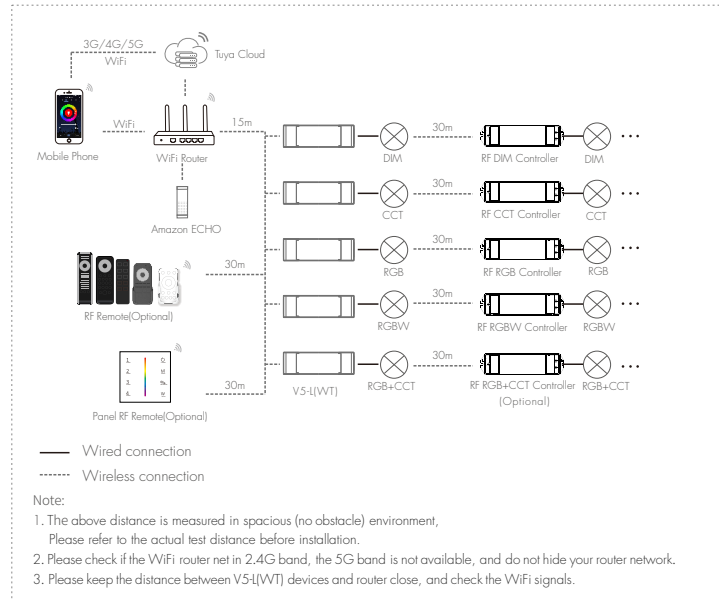 3G/4G/5G
WiFi
Tuya Cloud
WiFi
15m
Mobile Phone
WiFi Router
Amazon ECHO
30m
RF Remote(Optional)
30m
Panel RF Remote(Optional)
DIM
30m
RF DIM Controller
DIM
CCT
30m
RF CCT Controller
CCT
RGB
30m
RF RGB Controller
RGB
RGBW
30m
RF RGBW Controller
RGBW
V5-L(WT)
RGB+CCT
30m
RF RGB+CCT Controller
(Optional)
RGB+CCT
Wired connection
Wireless connection
Note:
1. The above distance is measured in spacious (no obstacle) environment,
Please refer to the actual test distance before installation.
2. Please check if the WiFi router net in 2.4G band, the 5G band is not available, and do not hide your router network.
3. Please keep the distance between V5-L(WT) devices and router close, and check the WiFi signals.